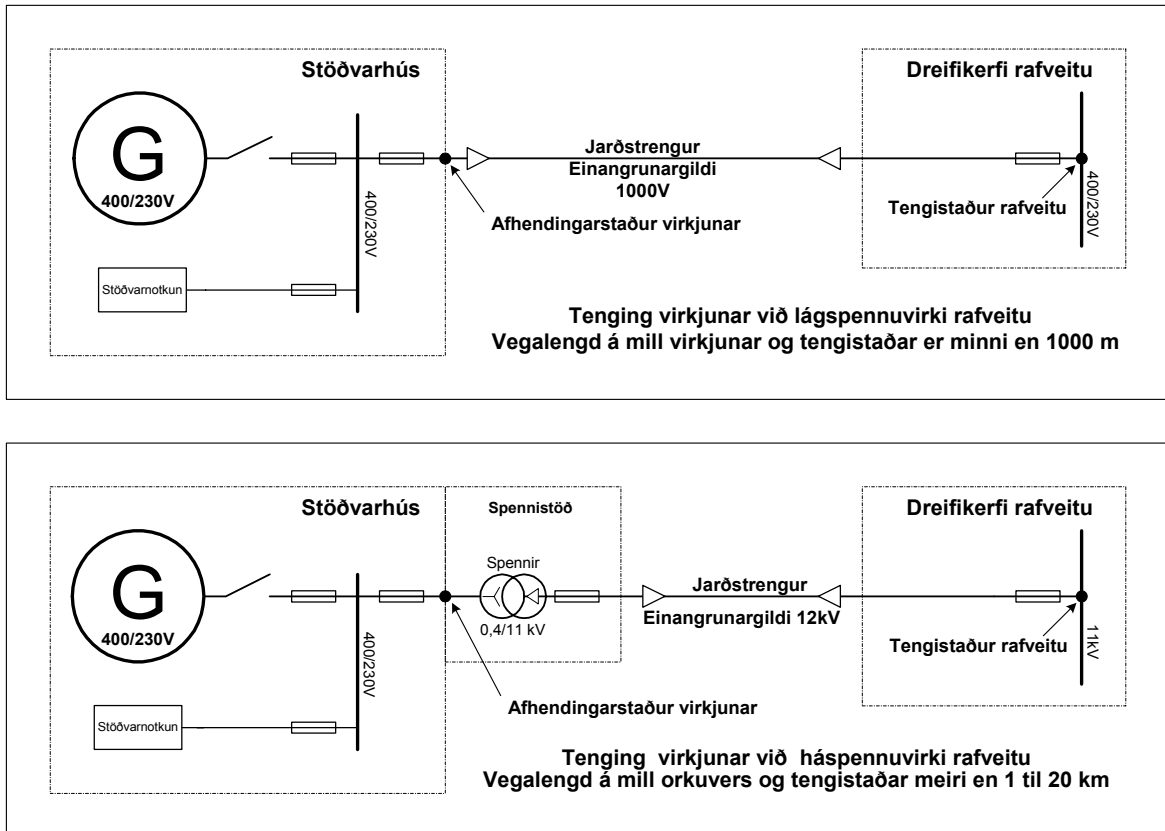 Stöðvarhús
Dreifikerfi rafveitu
G
400/230V
400/230V
Stöðvarnotkun
Jarðstrengur
Einangrunargildi
1000V
Afhendingarstaður virkjunar
Tengistaður rafveitu
400/230V
Tenging virkjunar við lágspennuvirki rafveitu
Vegalengd á mill virkjunar og tengistaðar er minni en 1000 m
Stöðvarhús
Spennistöð
Dreifikerfi rafveitu
G
400/230V
400/230V
Stöðvarnotkun
Spennir
0,4/11 kV
Jarðstrengur
Einangrunargildi 12kV
Tengistaður rafveitu
11kV
Afhendingarstaður virkjunar
Tenging virkjunar við háspennuvirki rafveitu
Vegalengd á mill orkuvers og tengistaðar meiri en 1 til 20 km